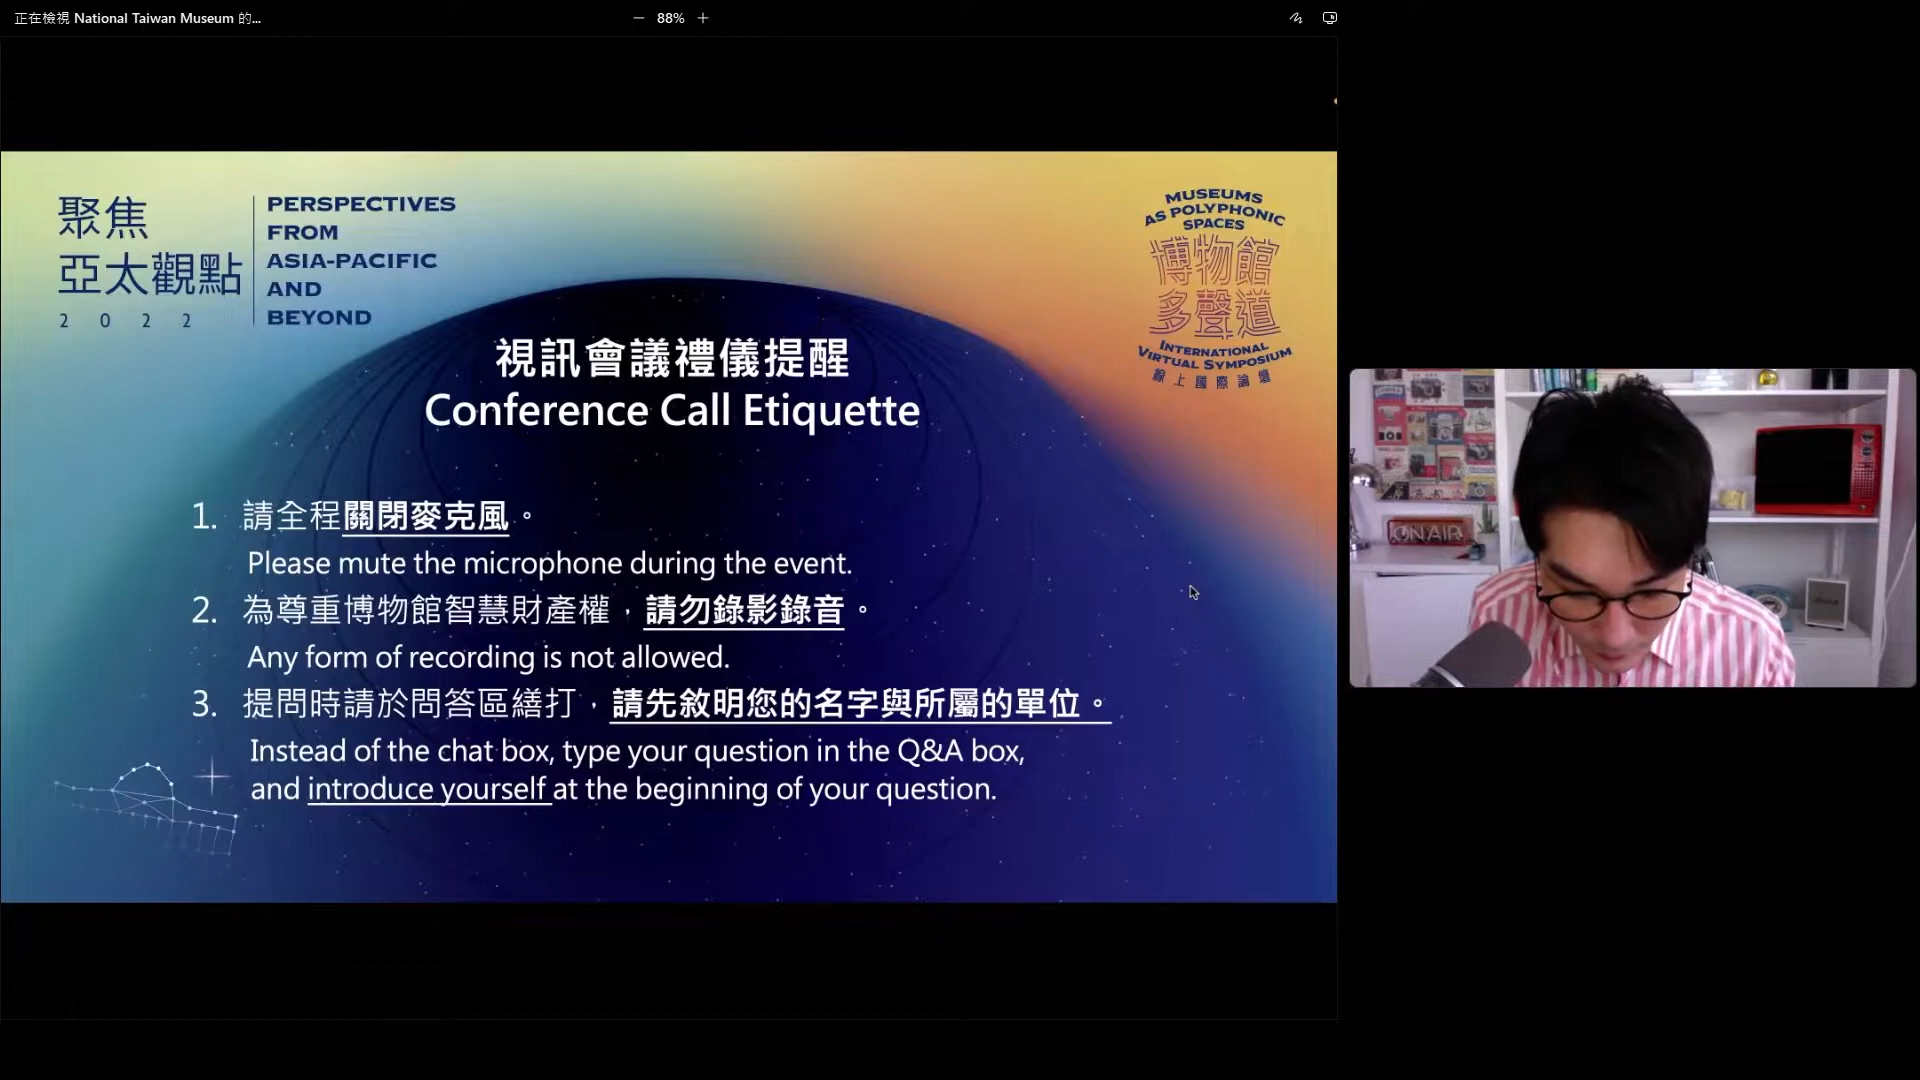 正在檢視 National Taiwan Museum 的...
88%
聚焦
亞太觀點
2022
PERSPECTIVES
FROM
ASIA-PACIFIC
AND
BEYOND
MUSEUMS
AS POLYPHONIC
SPACES
博物館
多聲道
INTERNATIONAL
VIRTUAL SYMPOSIUM
線上國際論壇
視訊會議禮儀提醒
Conference Call Etiquette
1. 請全程關閉麥克風。
Please mute the microphone during the event.
2. 為尊重博物館智慧財產權，請勿錄影錄音。
Any form of recording is not allowed.
3. 提問時請於問答區繕打，請先敘明您的名字與所屬的單位。
Instead of the chat box, type your question in the Q&A box,
and introduce yourself at the beginning of your question.
ON AIR